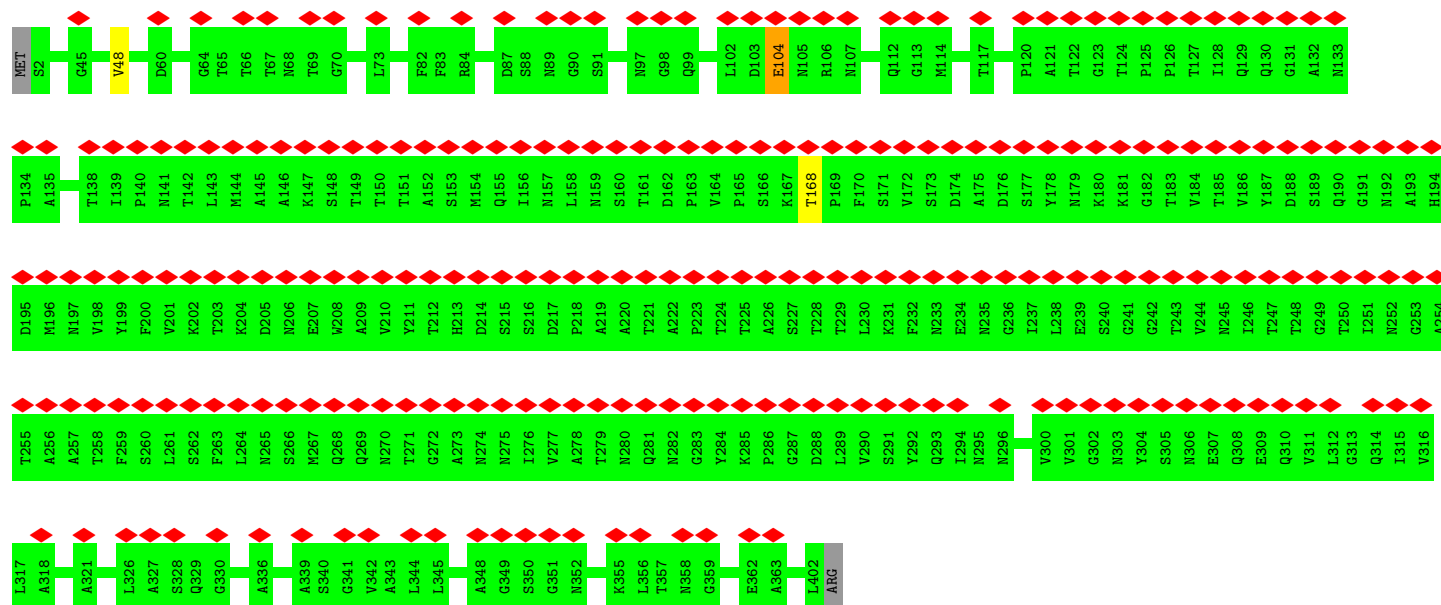 MET S2 G45 V48 D60 G64 T65 T66 T67 N68 T69 G70 L73 F82 F83 R84 D87 S88 N89 G90 S91 N97 G98 Q99 L102 D103 E104 N105 R106 N107 Q112 G113 M114 T117 P120 A121 T122 G123 T124 P125 P126 T127 I128 Q129 Q130 G131 A132 N133
P134 A135 T138 I139 P140 N141 T142 L143 M144 A145 A146 K147 S148 T149 T150 T151 A152 S153 M154 Q155 I156 N157 L158 N159 S160 T161 D162 P163 V164 P165 S166 K167 T168 P169 F170 S171 V172 S173 D174 A175 D176 S177 Y178 N179 K180 K181 G182 T183 V184 T185 V186 Y187 D188 S189 Q190 G191 N192 A193 H194
D195 M196 N197 V198 Y199 F200 V201 K202 T203 K204 D205 N206 E207 W208 A209 V210 Y211 T212 H213 D214 S215 S216 D217 P218 A219 A220 T221 A222 P223 T224 T225 A226 S227 T228 T229 L230 K231 F232 N233 E234 N235 G236 I237 L238 E239 S240 G241 G242 T243 V244 N245 I246 T247 T248 G249 T250 I251 N252 G253 A254
T255 A256 A257 T258 F259 S260 L261 S262 F263 L264 N265 S266 M267 Q268 Q269 N270 T271 G272 A273 N274 N275 I276 V277 A278 T279 N280 Q281 N282 G283 Y284 K285 P286 G287 D288 L289 V290 S291 Y292 Q293 I294 N295 N296 V300 V301 G302 N303 Y304 S305 N306 E307 Q308 E309 Q310 V311 L312 G313 Q314 I315 V316
L317 A318 A321 L326 A327 S328 Q329 G330 A336 A339 S340 G341 V342 A343 L344 L345 A348 G349 S350 G351 N352 K355 L356 T357 N358 G359 E362 A363 L402 ARG